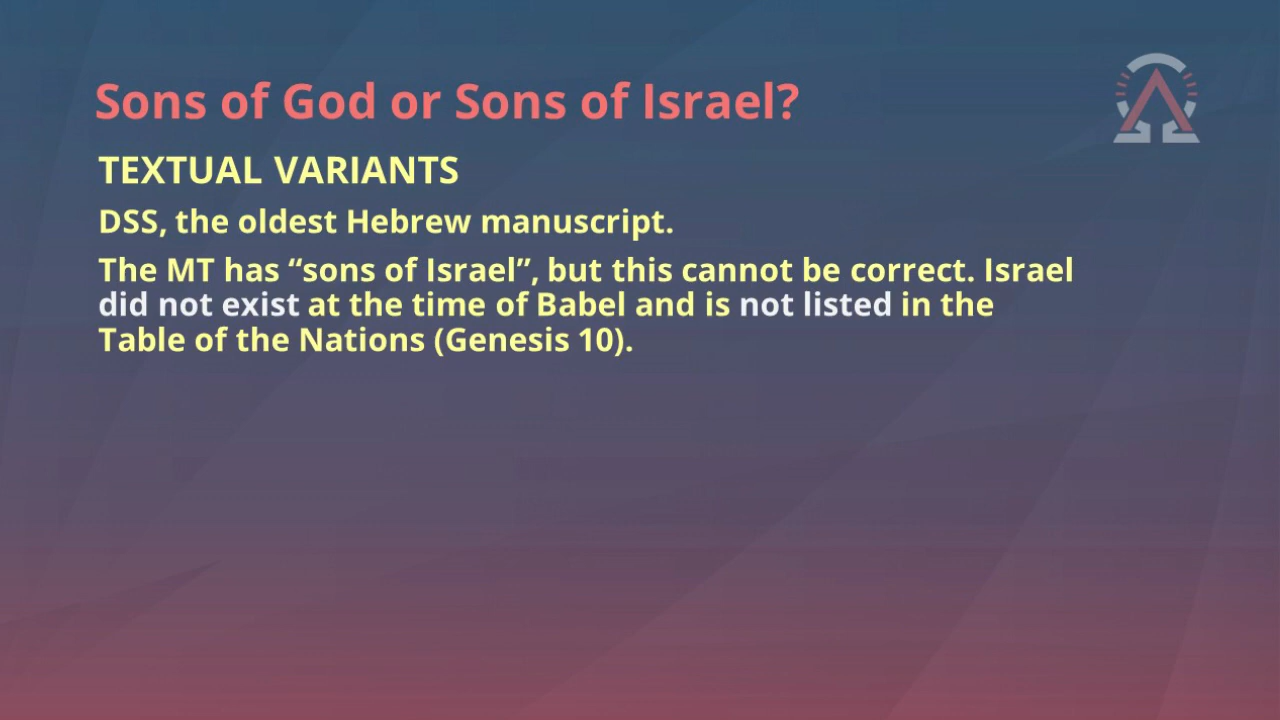 Sons of God or Sons of Israel?
TEXTUAL VARIANTS
DSS, the oldest Hebrew manuscript.
The MT has “sons of Israel”, but this cannot be correct. Israel
did not exist at the time of Babel and is not listed in the
Table of the Nations (Genesis 10).